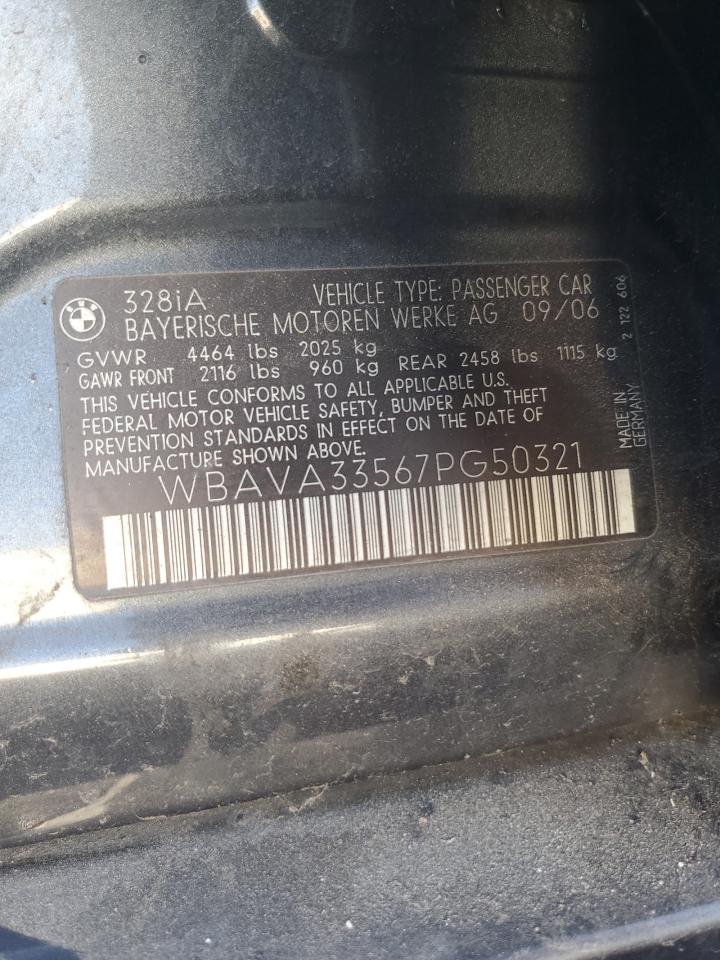 BMW
328iA VEHICLE TYPE: PASSENGER CAR
BAYERISCHE MOTOREN WERKE AG 09/06
GVWR 4464 lbs 2025 kg
GAWR FRONT 2116 lbs 960 kg REAR 2458 lbs 1115 kg
THIS VEHICLE CONFORMS TO ALL APPLICABLE U.S.
FEDERAL MOTOR VEHICLE SAFETY, BUMPER AND THEFT
PREVENTION STANDARDS IN EFFECT ON THE DATE OF
MANUFACTURE SHOWN ABOVE.
WBAVA33567PG50321
MADE IN
GERMANY
2 122 606